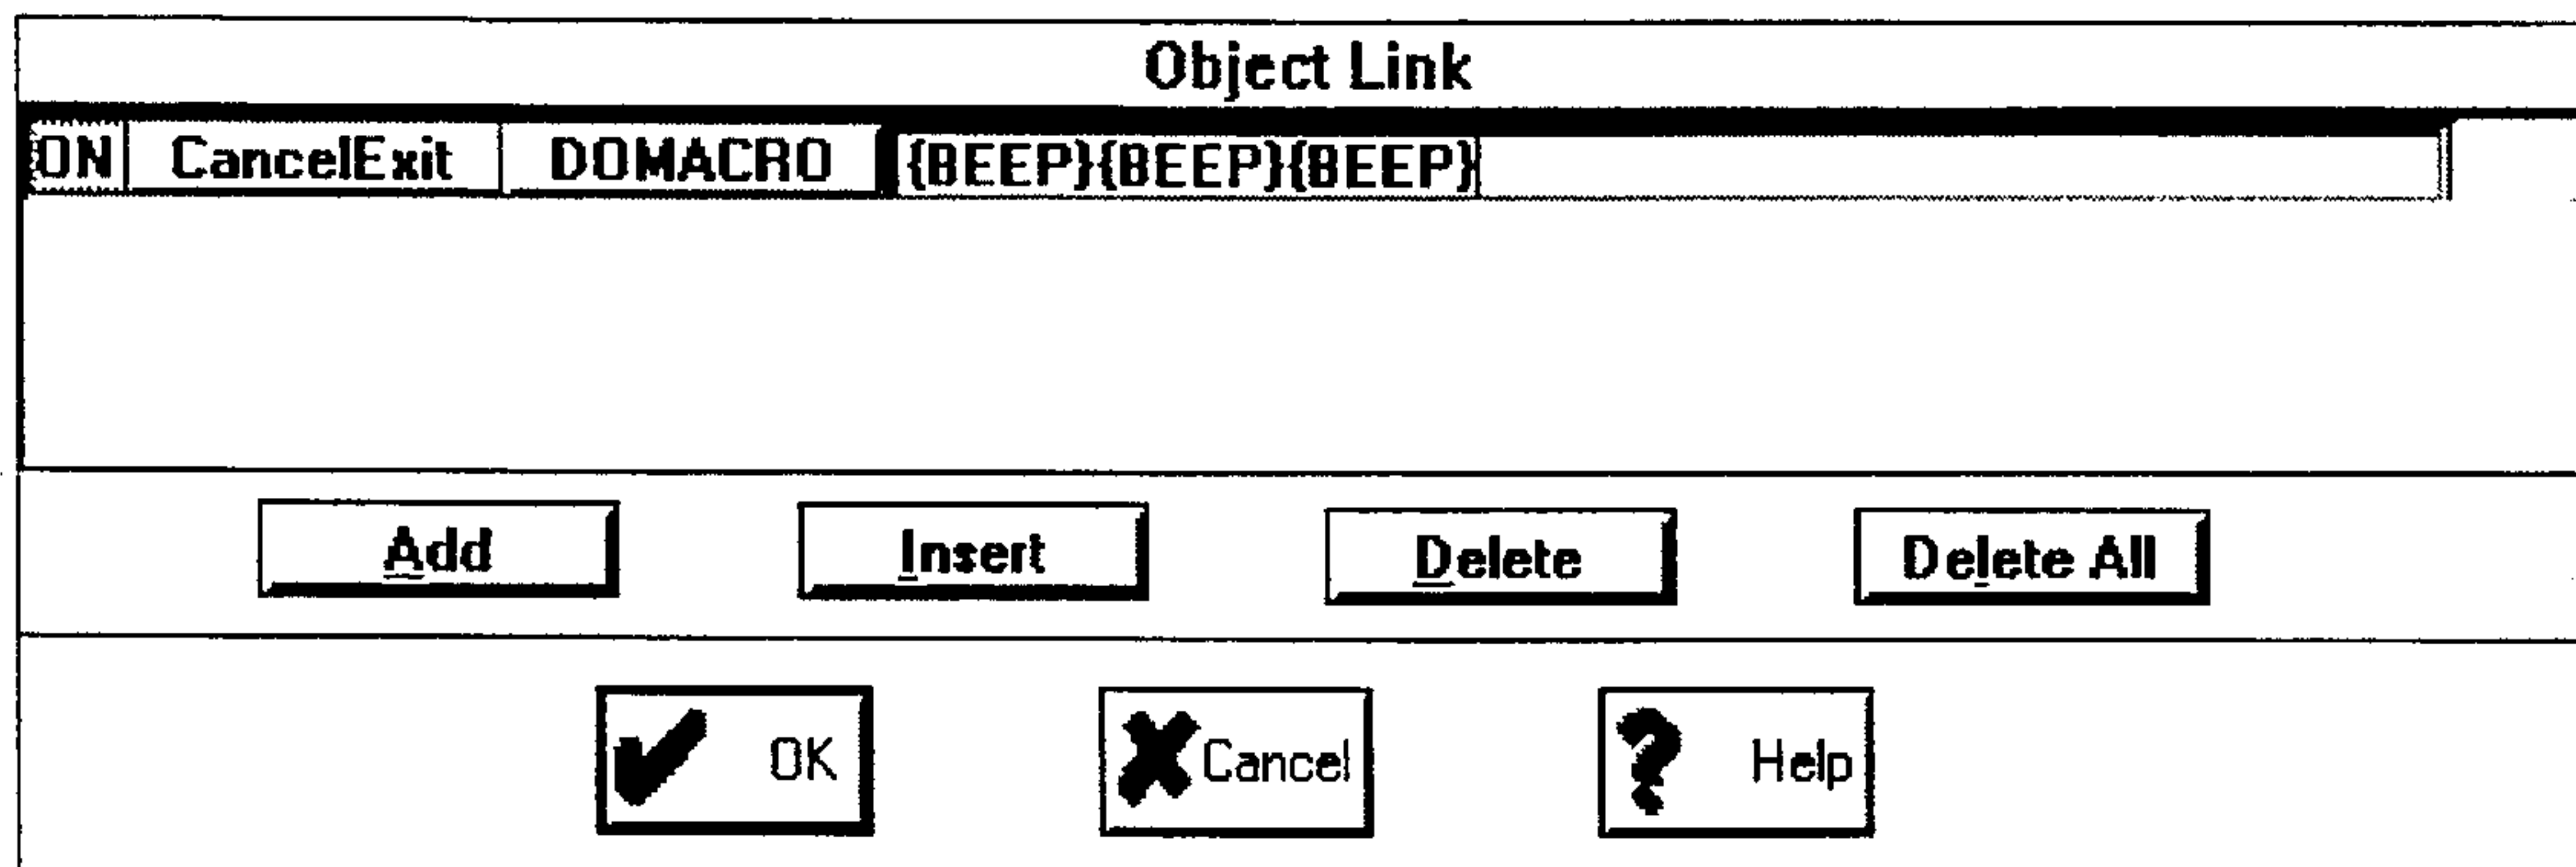 Object Link
ON CancelExit DOMACRO {BEEP}{BEEP}{BEEP}
Add Insert Delete Delete All
OK Cancel Help